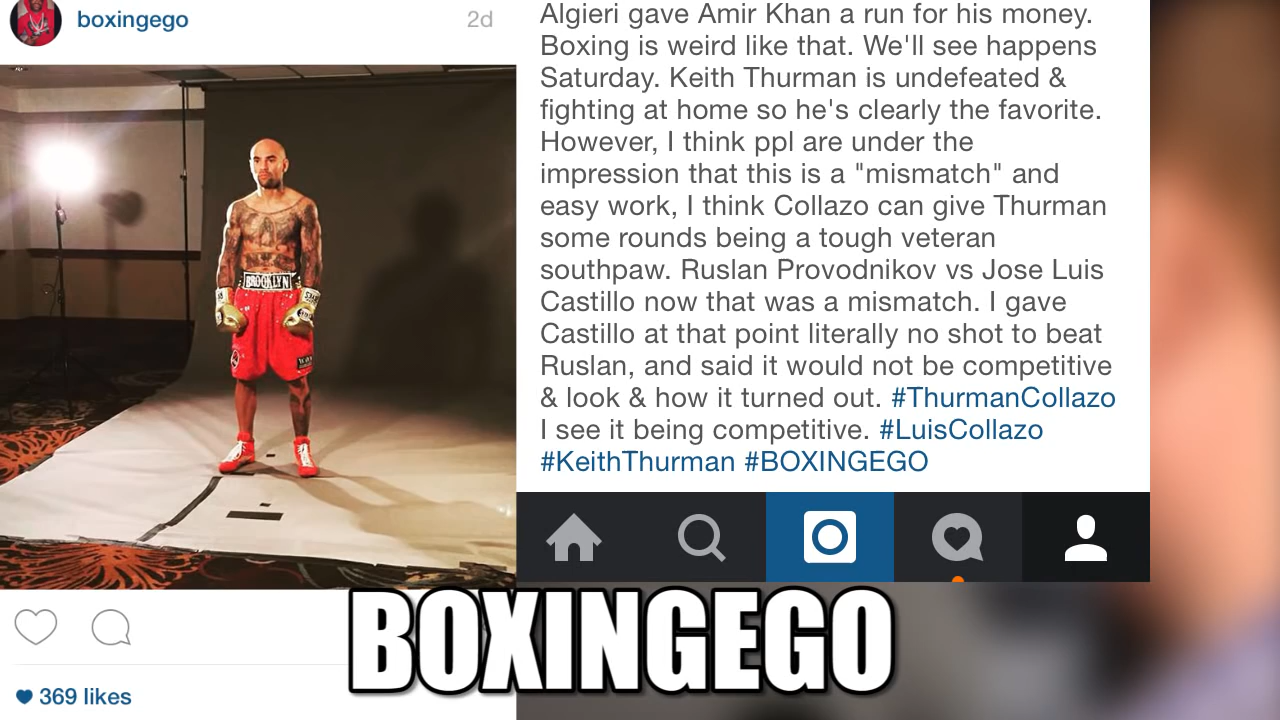 boxingego
2d
BROOKLYN
369 likes
Algieri gave Amir Khan a run for his money.
Boxing is weird like that. We'll see happens
Saturday. Keith Thurman is undefeated &
fighting at home so he's clearly the favorite.
However, I think ppl are under the
impression that this is a "mismatch" and
easy work, I think Collazo can give Thurman
some rounds being a tough veteran
southpaw. Ruslan Provodnikov vs Jose Luis
Castillo now that was a mismatch. I gave
Castillo at that point literally no shot to beat
Ruslan, and said it would not be competitive
& look & how it turned out. #ThurmanCollazo
I see it being competitive. #LuisCollazo
#KeithThurman #BOXINGEGO
BOXINGEGO